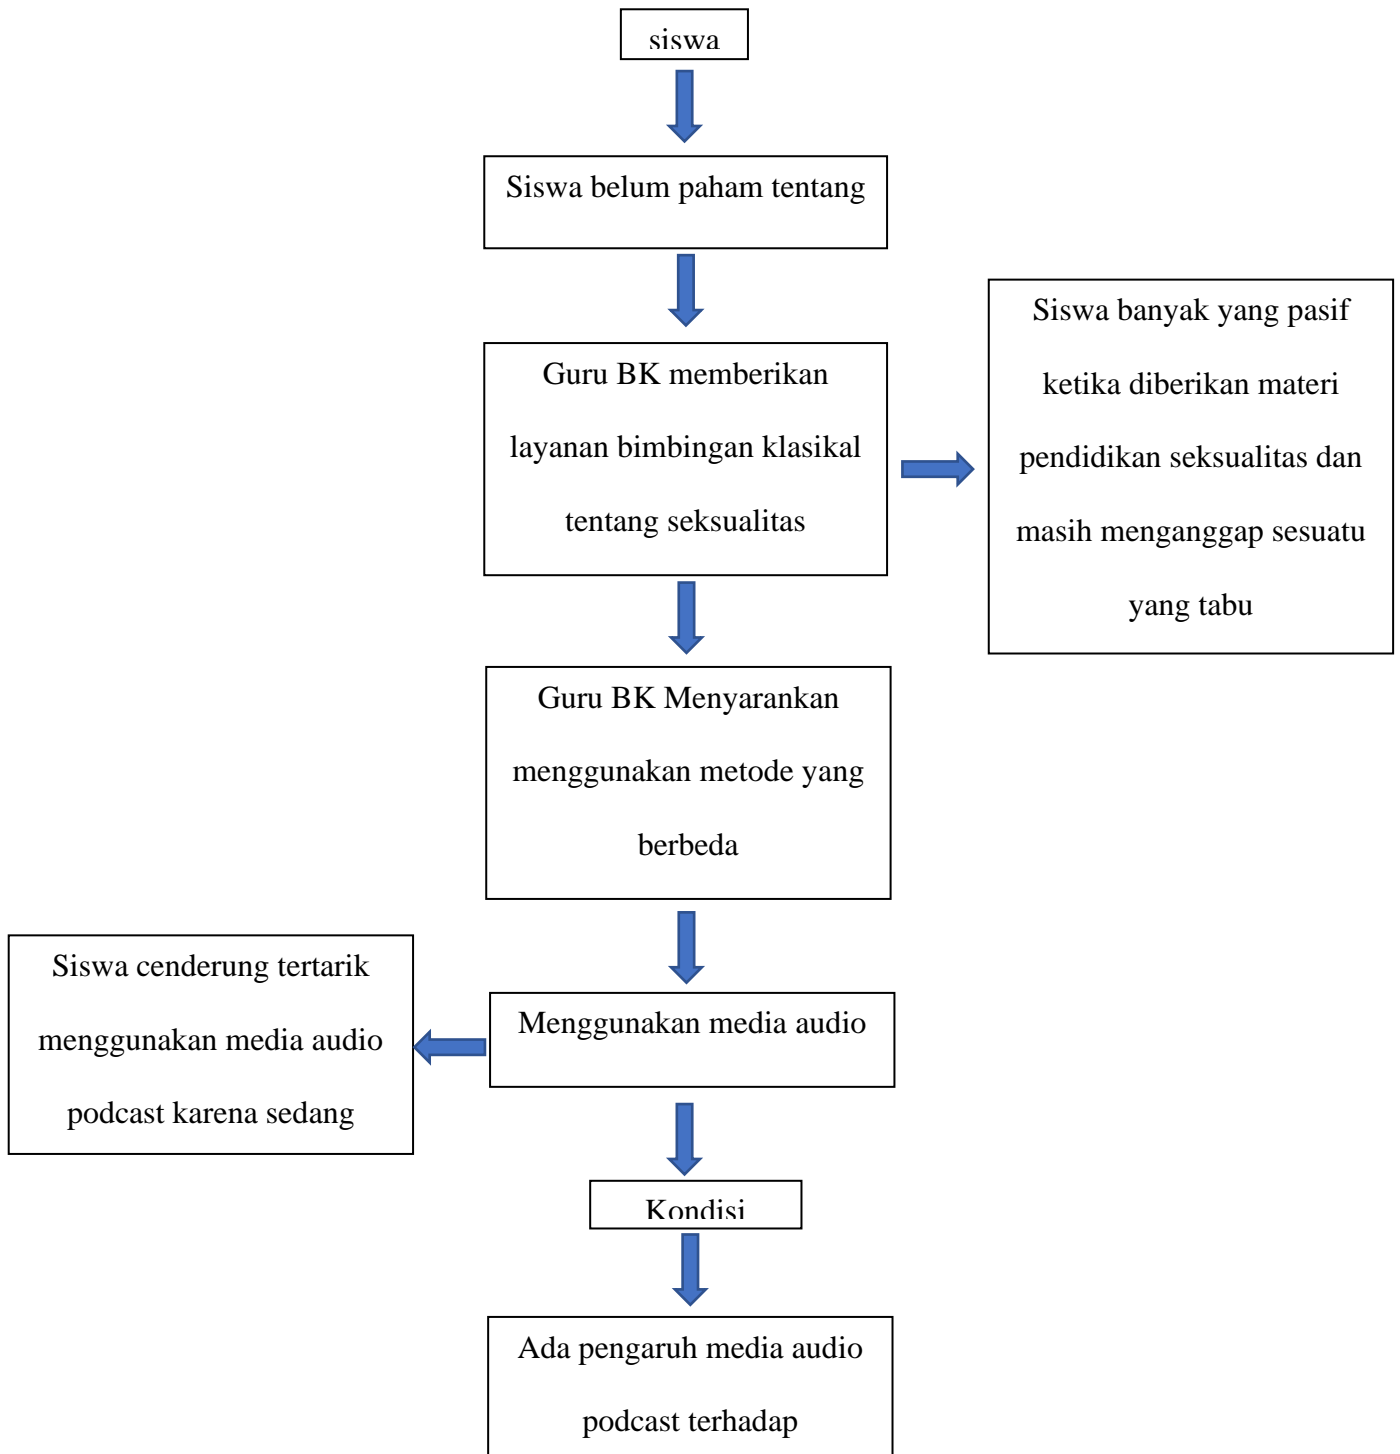 siswa
Siswa belum paham tentang
Guru BK memberikan
layanan bimbingan klasikal
tentang seksualitas
Siswa banyak yang pasif
ketika diberikan materi
pendidikan seksualitas dan
masih menganggap sesuatu
yang tabu
Guru BK Menyarankan
menggunakan metode yang
berbeda
Menggunakan media audio
Siswa cenderung tertarik
menggunakan media audio
podcast karena sedang
Kondisi
Ada pengaruh media audio
podcast terhadap